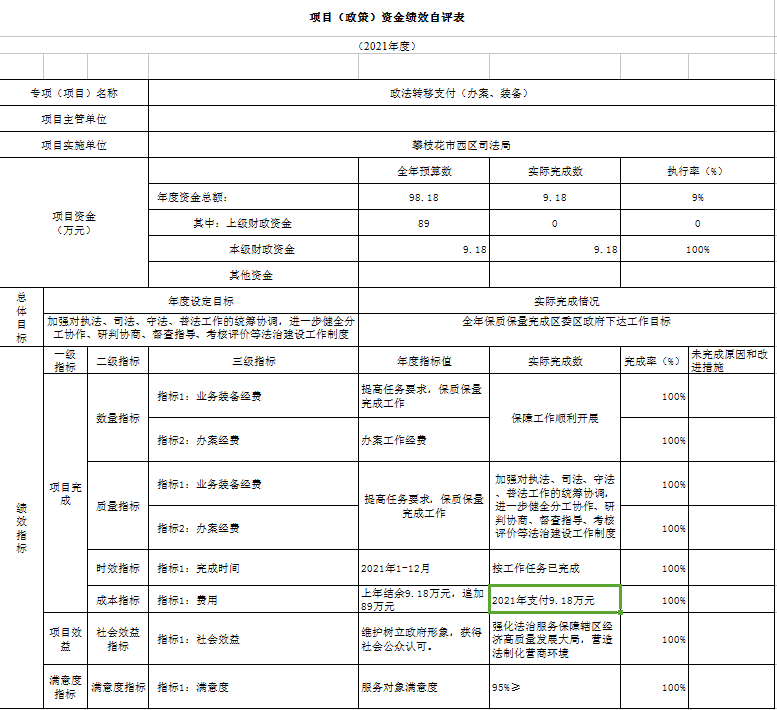 项目（政策）资金绩效自评表
（2021年度）
专项（项目）名称
政法转移支付（办案、装备）
项目主管单位
项目实施单位
攀枝花市西区司法局
项目资金
（万元）
全年预算数
实际完成数
执行率（%）
年度资金总额：
98.18
9.18
9%
其中：上级财政资金
89
0
0
本级财政资金
9.18
9.18
100%
其他资金
总体目标
年度设定目标
实际完成情况
加强对执法、司法、守法、普法工作的统筹协调，进一步健全分
工协作、研判协商、督查指导、考核评价等法治建设工作制度
全年保质保量完成区委区政府下达工作目标
绩效指标
一级
指标
二级指标
三级指标
年度指标值
实际完成数
完成率（%）
未完成原因和改
进措施
项目完
成
数量指标
指标1：业务装备经费
提高任务要求，保质保量
完成工作
保障工作顺利开展
100%
指标2：办案经费
办案工作经费
100%
质量指标
指标1：业务装备经费
提高任务要求，保质保量
完成工作
加强对执法、司法、守法
、普法工作的统筹协调，
进一步健全分工协作、研
判协商、督查指导、考核
评价等法治建设工作制度
100%
指标2：办案经费
100%
时效指标
指标1：完成时间
2021年1-12月
按工作任务已完成
100%
成本指标
指标1：费用
上年结余9.18万元，追加
89万元
2021年支付9.18万元
100%
项目效
益
社会效益
指标
指标1：社会效益
维护树立政府形象，获得
社会公众认可。
强化法治服务保障辖区经
济高质量发展大局，营造
法制化营商环境
100%
满意度
指标
满意度指标
指标1：满意度
服务对象满意度
95%≥
100%